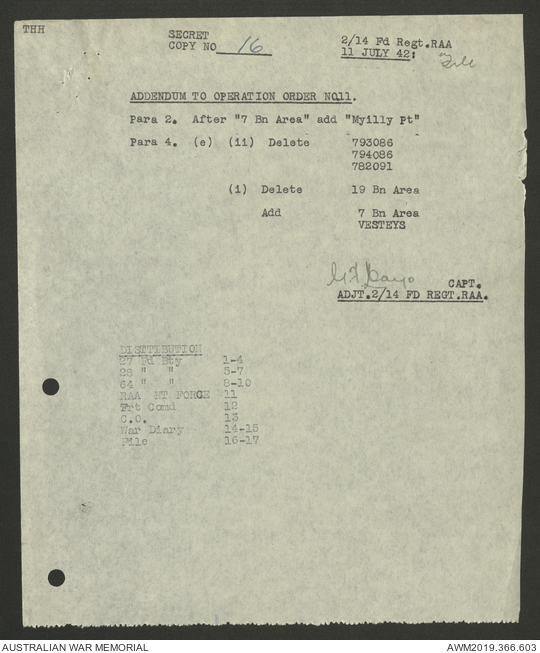 THH
SECRET
COPY NO 16
2/14 Fd Regt.RAA
11 JULY 42:
File
ADDENDUM TO OPERATION ORDER NO11.
Para 2. After "7 Bn Area" add "Myilly Pt"
Para 4. (e) (ii) Delete 793086
794086
782091
(i) Delete 19 Bn Area
Add 7 Bn Area
VESTEYS
CAPT.
ADJT.2/14 FD REGT.RAA.
DISTTIBUTION
27 Fd Bty 1-4
28 " " 5-7
64 " " 8-10
RAA NT FORCE 11
Frt Comd 12
C.O. 13
War Diary 14-15
File 16-17
AUSTRALIAN WAR MEMORIAL
AWM2019.366.603